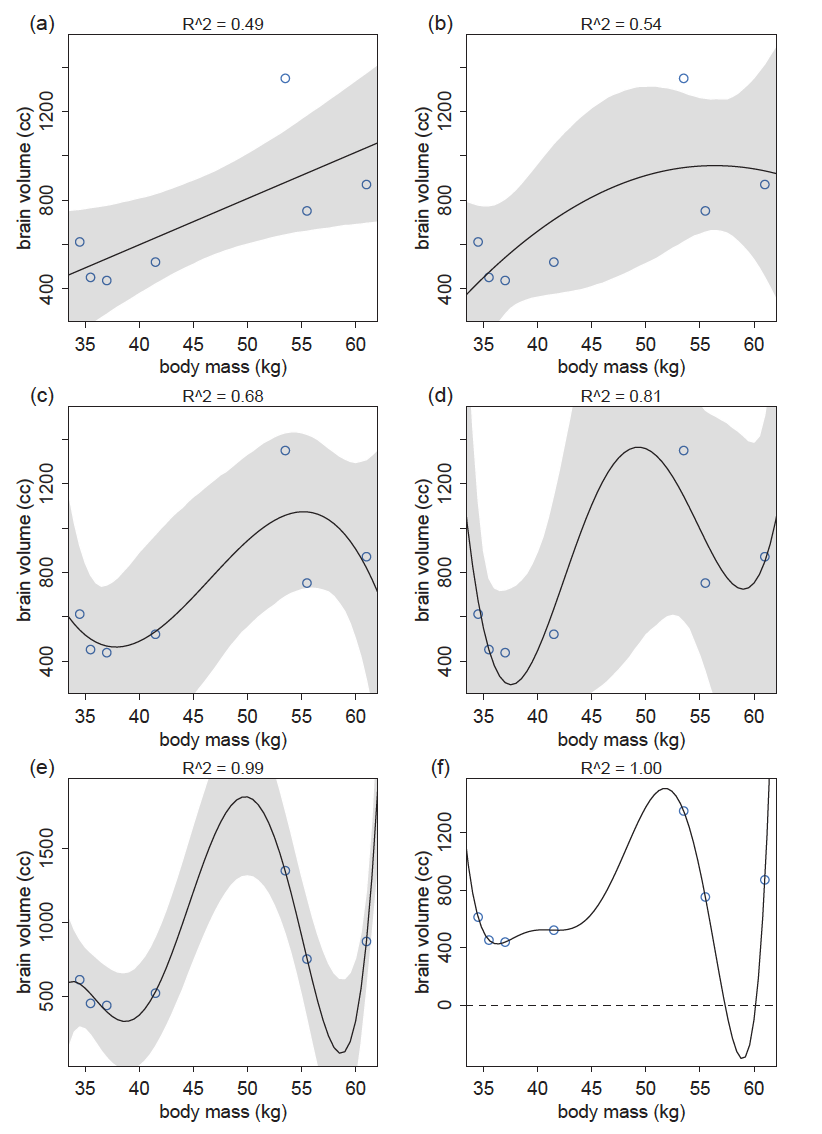 (a) R^2 = 0.49
brain volume (cc)
400 800 1200
35 40 45 50 55 60
body mass (kg)
(b) R^2 = 0.54
brain volume (cc)
400 800 1200
35 40 45 50 55 60
body mass (kg)
(c) R^2 = 0.68
brain volume (cc)
400 800 1200
35 40 45 50 55 60
body mass (kg)
(d) R^2 = 0.81
brain volume (cc)
400 800 1200
35 40 45 50 55 60
body mass (kg)
(e) R^2 = 0.99
brain volume (cc)
500 1000 1500
35 40 45 50 55 60
body mass (kg)
(f) R^2 = 1.00
brain volume (cc)
0 400 800 1200
35 40 45 50 55 60
body mass (kg)